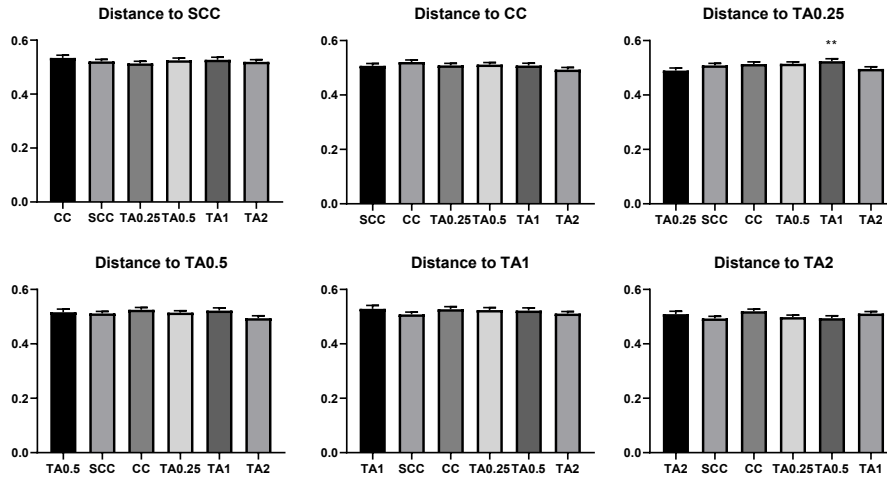 Distance to SCC
0.6
0.4
0.2
0.0
CC SCC TA0.25 TA0.5 TA1 TA2
Distance to CC
0.6
0.4
0.2
0.0
SCC CC TA0.25 TA0.5 TA1 TA2
Distance to TA0.25
**
0.6
0.4
0.2
0.0
TA0.25 SCC CC TA0.5 TA1 TA2
Distance to TA0.5
0.6
0.4
0.2
0.0
TA0.5 SCC CC TA0.25 TA1 TA2
Distance to TA1
0.6
0.4
0.2
0.0
TA1 SCC CC TA0.25 TA0.5 TA2
Distance to TA2
0.6
0.4
0.2
0.0
TA2 SCC CC TA0.25 TA0.5 TA1